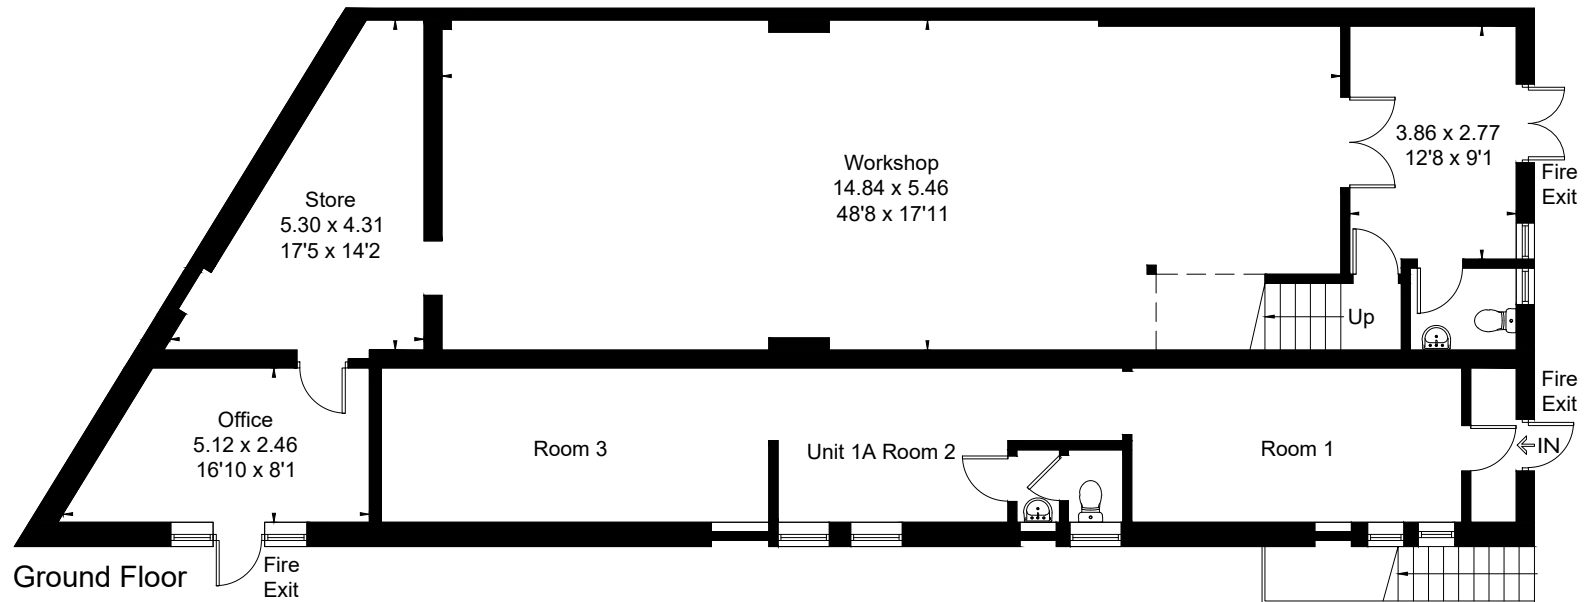 Store
5.30 x 4.31
17'5 x 14'2
Workshop
14.84 x 5.46
48'8 x 17'11
3.86 x 2.77
12'8 x 9'1
Fire
Exit
Up
Office
5.12 x 2.46
16'10 x 8'1
Room 3
Unit 1A Room 2
Room 1
Fire
Exit
IN
Fire
Exit
Ground Floor